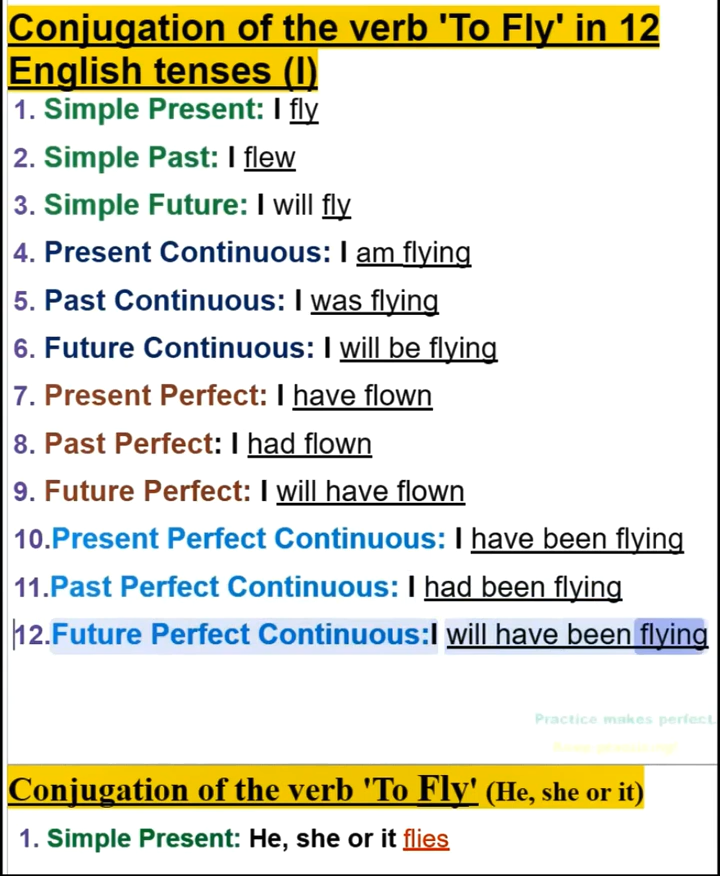 Conjugation of the verb 'To Fly' in 12
English tenses (I)
1. Simple Present: I fly
2. Simple Past: I flew
3. Simple Future: I will fly
4. Present Continuous: I am flying
5. Past Continuous: I was flying
6. Future Continuous: I will be flying
7. Present Perfect: I have flown
8. Past Perfect: I had flown
9. Future Perfect: I will have flown
10.Present Perfect Continuous: I have been flying
11.Past Perfect Continuous: I had been flying
12.Future Perfect Continuous:I will have been flying
Practice makes perfect.
Conjugation of the verb 'To Fly' (He, she or it)
1. Simple Present: He, she or it flies